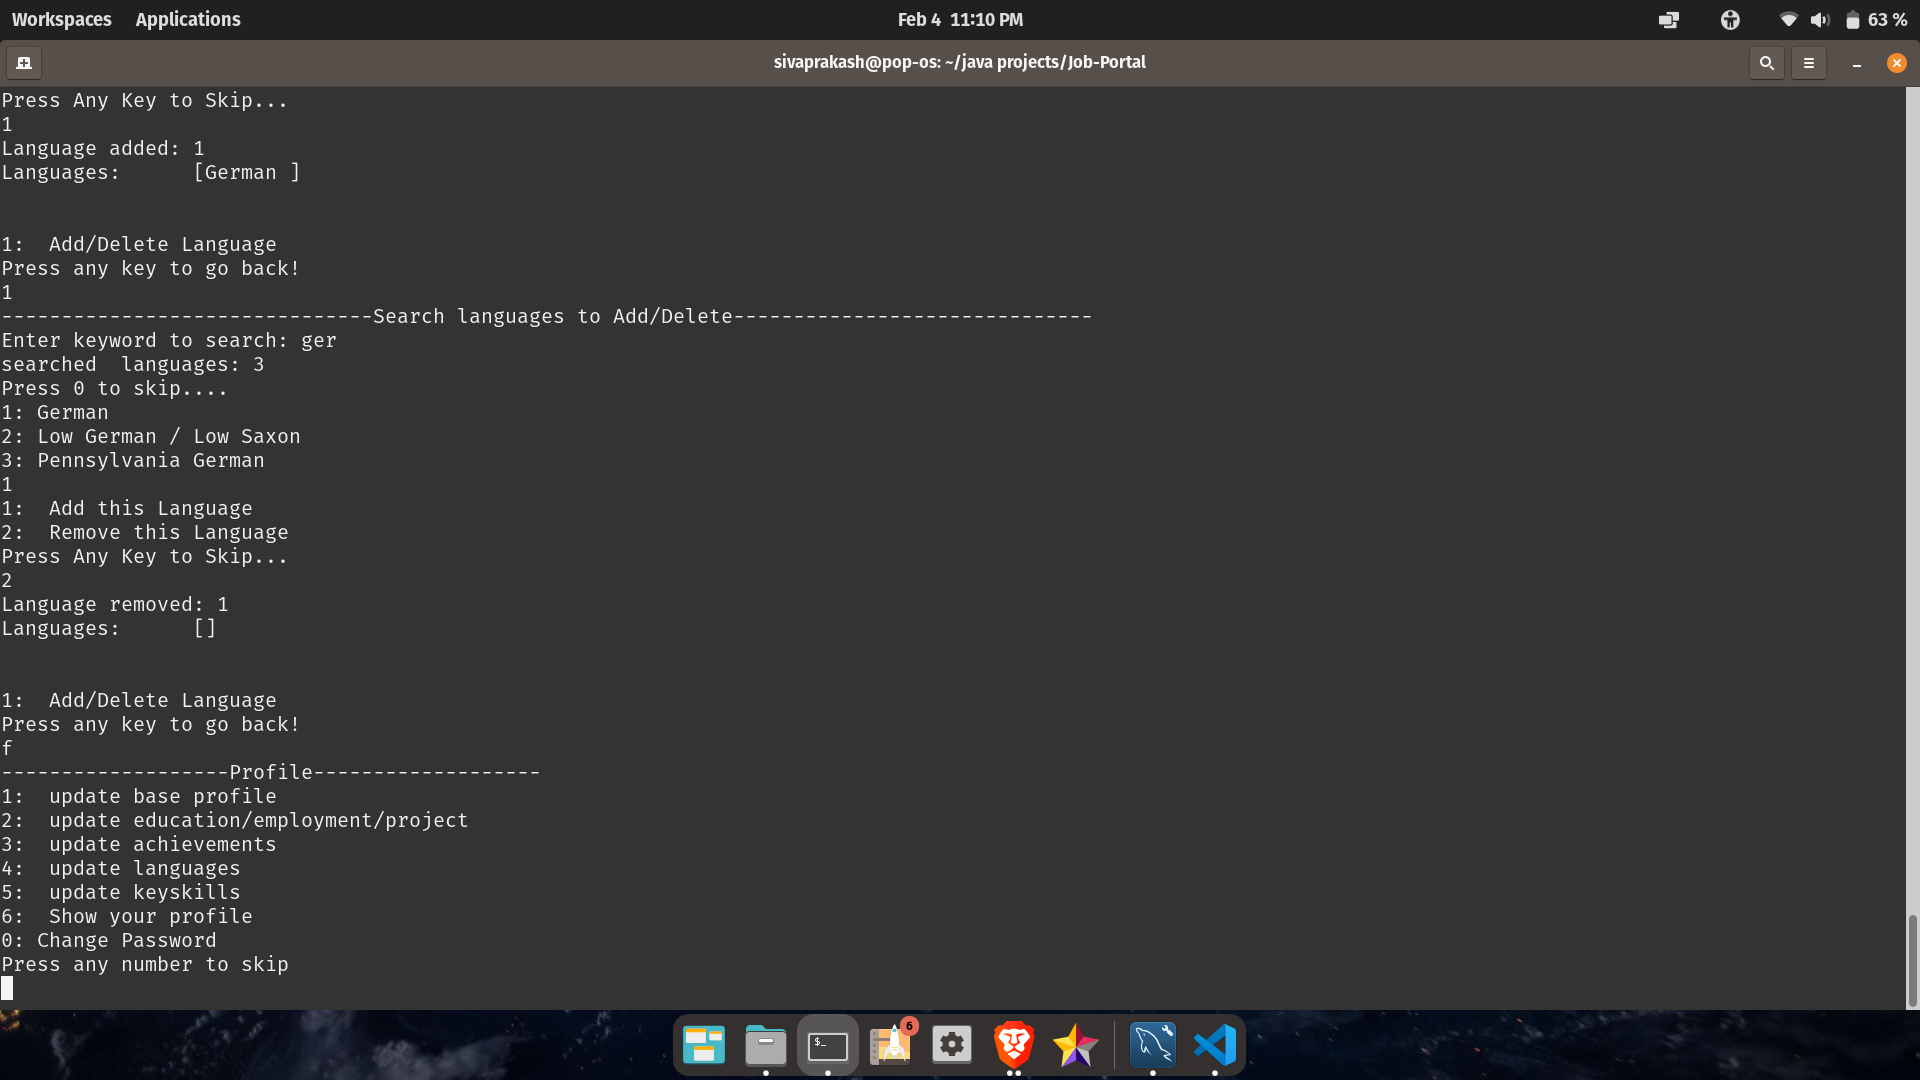 Workspaces Applications Feb 4 11:10 PM 63 %
sivaprakash@pop-os: ~/java projects/Job-Portal
Press Any Key to Skip...
1
Language added: 1
Languages:      [German ]
1:  Add/Delete Language
Press any key to go back!
1
-------------------------------Search languages to Add/Delete------------------------------
Enter keyword to search: ger
searched  languages: 3
Press 0 to skip....
1: German
2: Low German / Low Saxon
3: Pennsylvania German
1
1:  Add this Language
2:  Remove this Language
Press Any Key to Skip...
2
Language removed: 1
Languages:      []
1:  Add/Delete Language
Press any key to go back!
f
-------------------Profile-------------------
1:  update base profile
2:  update education/employment/project
3:  update achievements
4:  update languages
5:  update keyskills
6:  Show your profile
0: Change Password
Press any number to skip
$_
6